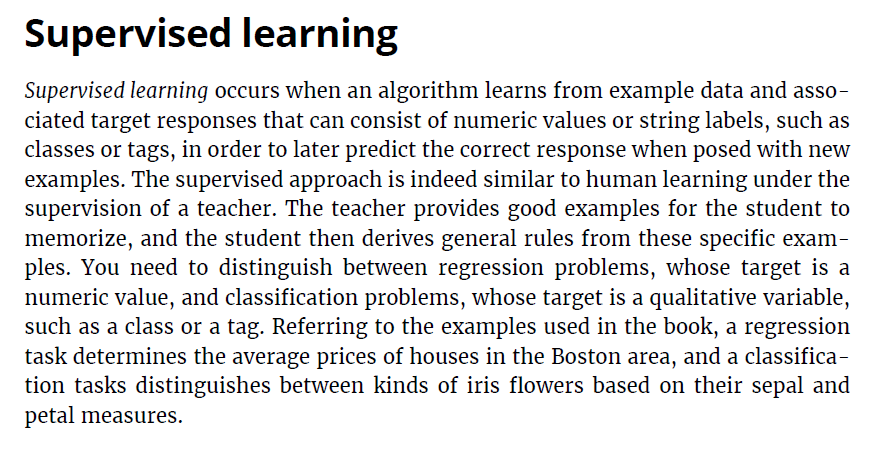 Supervised learning
Supervised learning occurs when an algorithm learns from example data and asso-
ciated target responses that can consist of numeric values or string labels, such as
classes or tags, in order to later predict the correct response when posed with new
examples. The supervised approach is indeed similar to human learning under the
supervision of a teacher. The teacher provides good examples for the student to
memorize, and the student then derives general rules from these specific exam-
ples. You need to distinguish between regression problems, whose target is a
numeric value, and classification problems, whose target is a qualitative variable,
such as a class or a tag. Referring to the examples used in the book, a regression
task determines the average prices of houses in the Boston area, and a classifica-
tion tasks distinguishes between kinds of iris flowers based on their sepal and
petal measures.